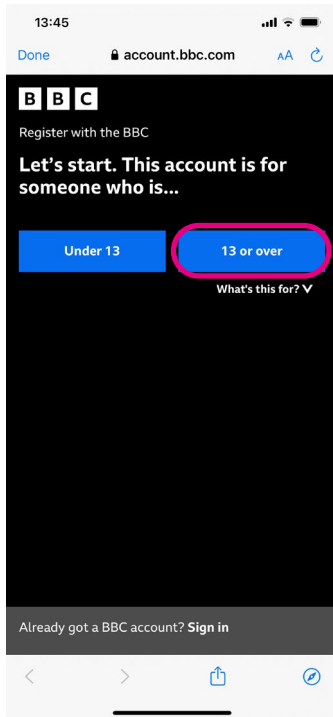 13:45
Done account.bbc.com AA
BBC
Register with the BBC
Let's start. This account is for
someone who is...
Under 13 13 or over
What's this for?
Already got a BBC account? Sign in